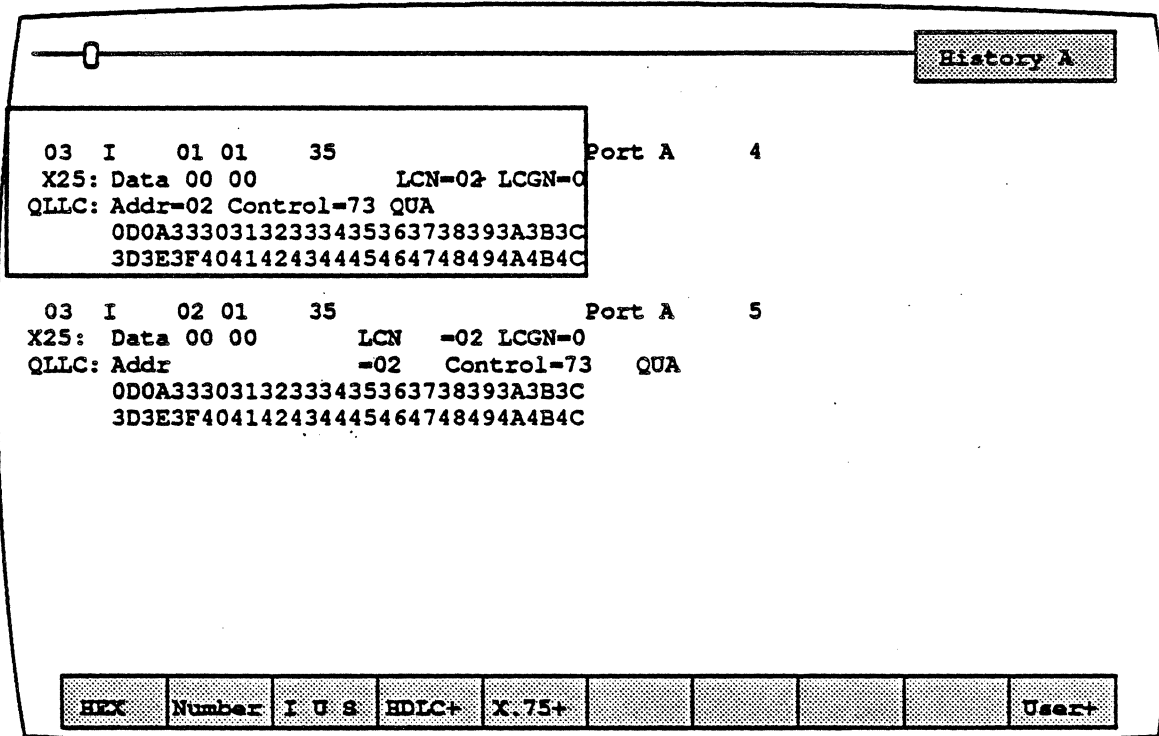 History A
03 I 01 01 35 Port A 4
X25: Data 00 00 LCN=02 LCGN=0
QLLC: Addr=02 Control=73 QUA
0D0A33303132333435363738393A3B3C
3D3E3F404142434445464748494A4B4C
03 I 02 01 35 Port A 5
X25: Data 00 00 LCN =02 LCGN=0
QLLC: Addr =02 Control=73 QUA
0D0A33303132333435363738393A3B3C
3D3E3F404142434445464748494A4B4C
HEX Number I U S HDLC+ X.75+ User+